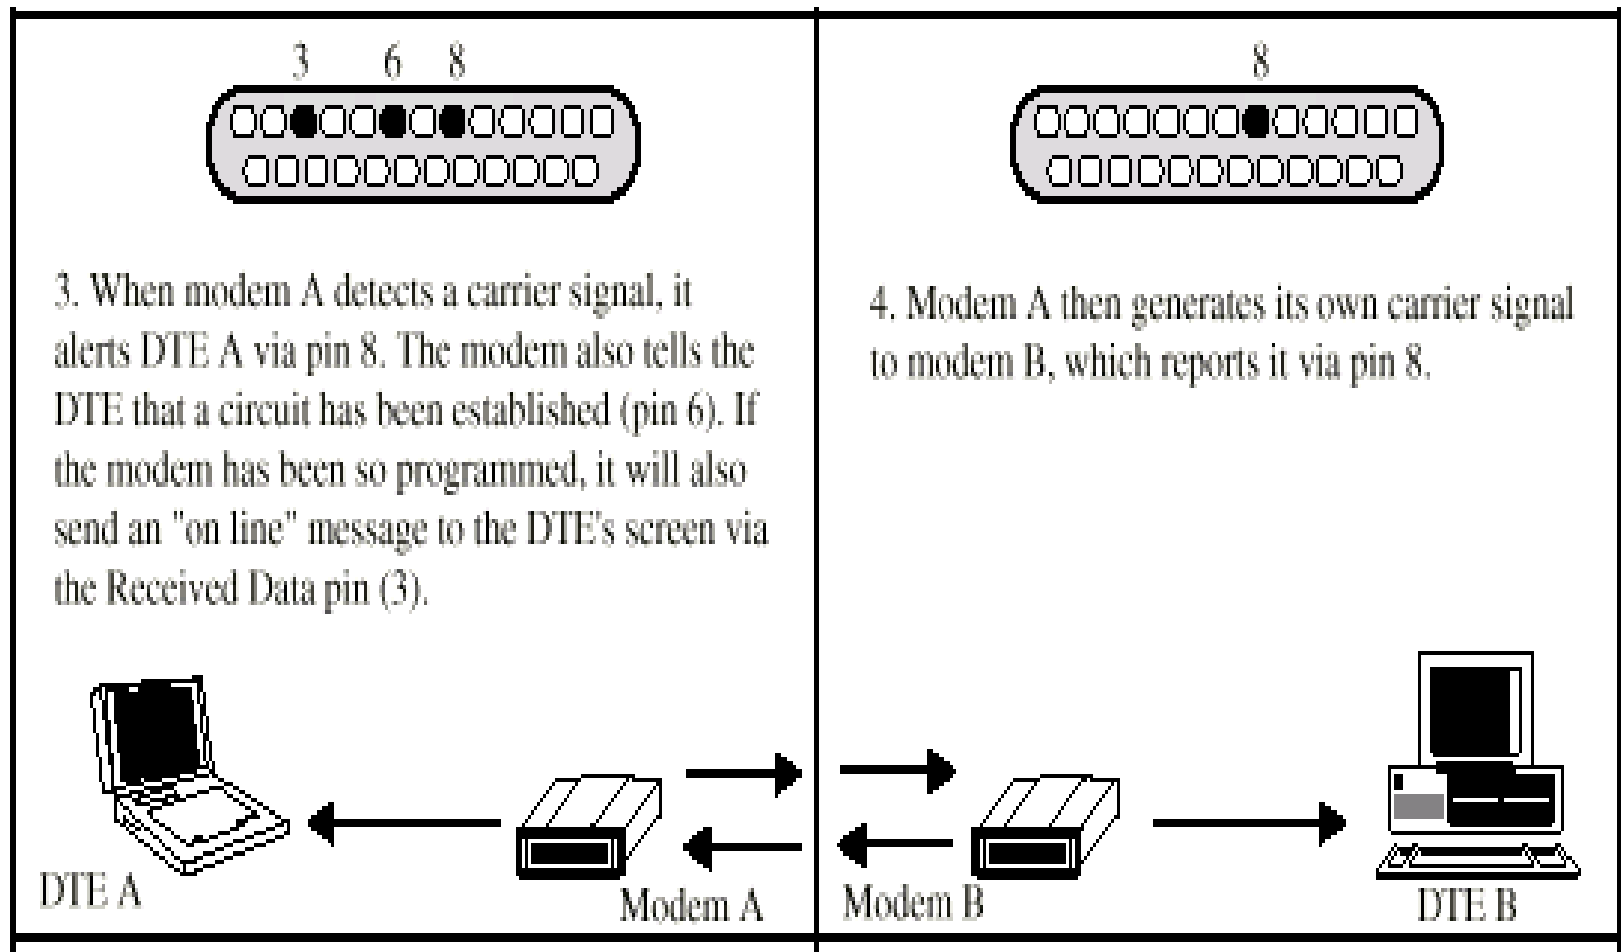 3 6 8
3. When modem A detects a carrier signal, it
alerts DTE A via pin 8. The modem also tells the
DTE that a circuit has been established (pin 6). If
the modem has been so programmed, it will also
send an "on line" message to the DTE's screen via
the Received Data pin (3).
DTE A
Modem A
8
4. Modem A then generates its own carrier signal
to modem B, which reports it via pin 8.
Modem B
DTE B